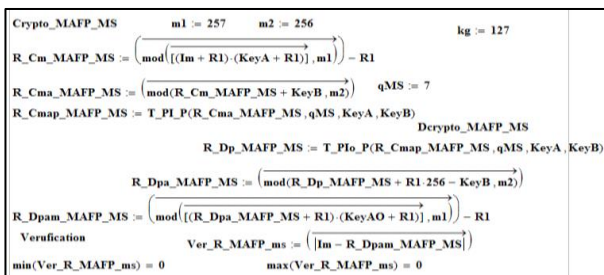 Crypto_MAFP_MS m1 := 257 m2 := 256 kg := 127
R_Cm_MAFP_MS := (mod([(Im + R1)·(KeyA + R1)], m1)) − R1
R_Cma_MAFP_MS := (mod(R_Cm_MAFP_MS + KeyB, m2)) qMS := 7
R_Cmap_MAFP_MS := T_PI_P(R_Cma_MAFP_MS, qMS, KeyA, KeyB)
Dcrypto_MAFP_MS
R_Dp_MAFP_MS := T_PIo_P(R_Cmap_MAFP_MS, qMS, KeyA, KeyB)
R_Dpa_MAFP_MS := (mod(R_Dp_MAFP_MS + R1·256 − KeyB, m2))
R_Dpam_MAFP_MS := (mod([(R_Dpa_MAFP_MS + R1)·(KeyAO + R1)], m1)) − R1
Verufication Ver_R_MAFP_ms := (|Im − R_Dpam_MAFP_MS|)
min(Ver_R_MAFP_ms) = 0 max(Ver_R_MAFP_ms) = 0